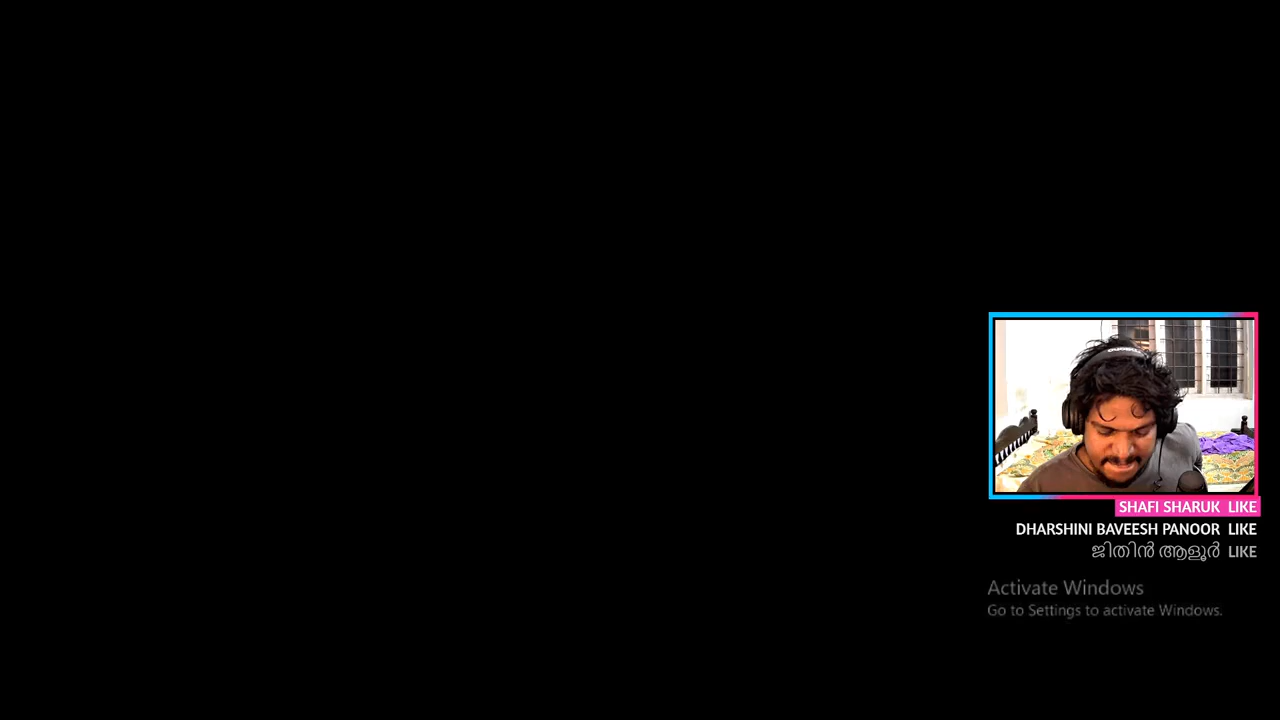 SHAFI SHARUK LIKE
DHARSHINI BAVEESH PANOOR LIKE
ജിതിൻ ആളൂർ LIKE
Activate Windows
Go to Settings to activate Windows.